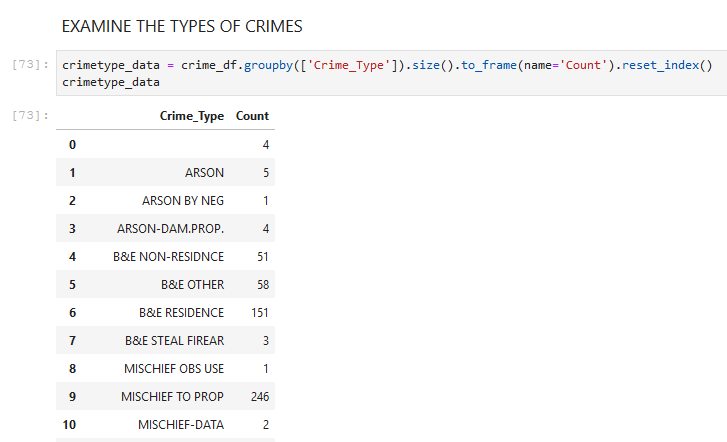 EXAMINE THE TYPES OF CRIMES
[73]: crimetype_data = crime_df.groupby(['Crime_Type']).size().to_frame(name='Count').reset_index()
crimetype_data
[73]:
Crime_Type Count
0 4
1 ARSON 5
2 ARSON BY NEG 1
3 ARSON-DAM.PROP. 4
4 B&E NON-RESIDNCE 51
5 B&E OTHER 58
6 B&E RESIDENCE 151
7 B&E STEAL FIREAR 3
8 MISCHIEF OBS USE 1
9 MISCHIEF TO PROP 246
10 MISCHIEF-DATA 2